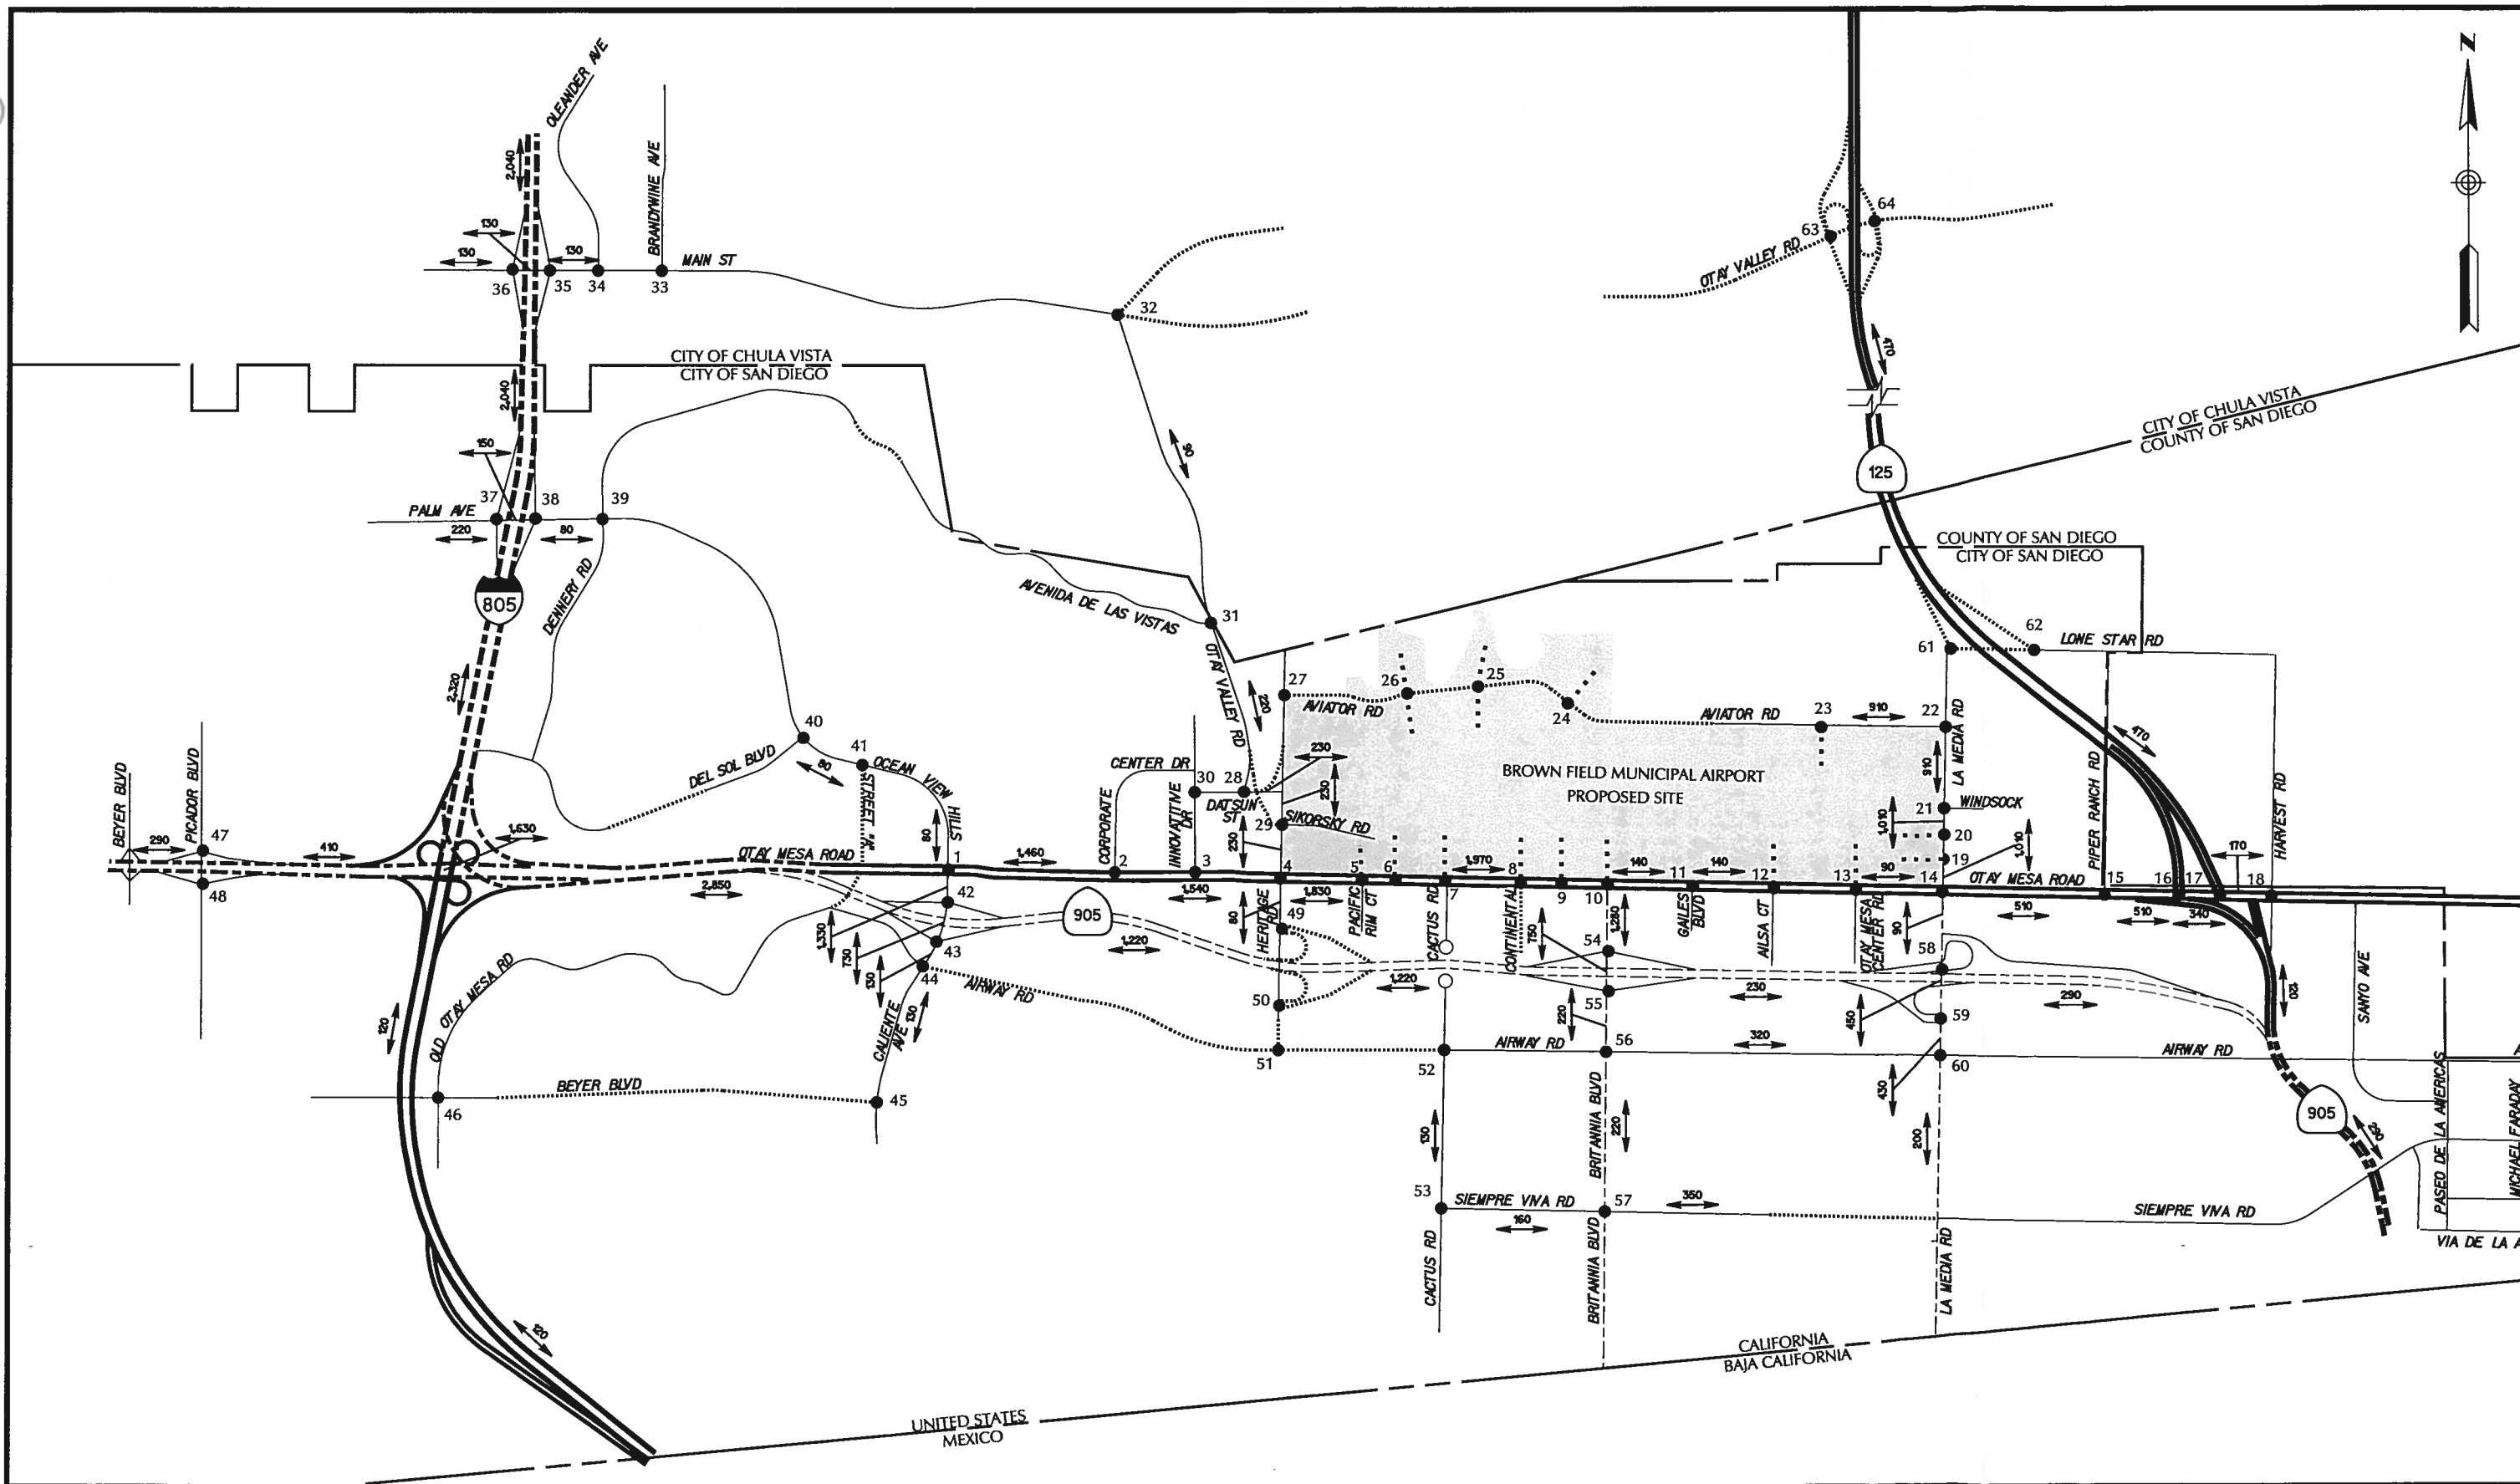 N
OLEANDER AVE
BRANDYWINE AVE
2,040
130
130
130
MAIN ST
36
35
34
33
32
OTAY VALLEY RD
63
64
470
CITY OF CHULA VISTA
CITY OF SAN DIEGO
2,040
CITY OF CHULA VISTA
COUNTY OF SAN DIEGO
150
90
125
37
38
39
PALM AVE
220
80
COUNTY OF SAN DIEGO
CITY OF SAN DIEGO
805
DENNERY RD
AVENIDA DE LAS VISTAS
31
OTAY VALLEY RD
61
62
LONE STAR RD
2,320
220
27
26
25
24
AVIATOR RD
AVIATOR RD
23
910
22
LA MEDIA RD
470
40
41
OCEAN VIEW HILLS
80
DEL SOL BLVD
STREET "A"
80
CENTER DR
30
28
230
230
DATSUN ST
BROWN FIELD MUNICIPAL AIRPORT
PROPOSED SITE
910
21
WINDSOCK
PIPER RANCH RD
HARVEST RD
BEYER BLVD
PICADOR BLVD
290
47
410
1,630
CORPORATE
INNOVATIVE DR
29
SIKORSKY RD
230
1,010
20
1,010
19
OTAY MESA ROAD
1
1,460
2
3
4
5
6
1,970
8
140
11
140
12
13
90
14
OTAY MESA ROAD
15
16
17
170
18
48
2,850
42
905
1,540
1,830
HERITAGE RD
80
49
PACIFIC RIM CT
CACTUS RD
7
CONTINENTAL
9
10
1,280
GAILES BLVD
AILSA CT
OTAY MESA CENTER RD
90
510
510
340
1,330
730
130
43
44
1,220
750
54
58
SANYO AVE
120
OLD OTAY MESA RD
AIRWAY RD
CALIENTE AVE
130
50
1,220
55
220
230
450
59
290
120
51
52
AIRWAY RD
56
320
60
AIRWAY RD
BEYER BLVD
46
45
430
905
PASEO DE LA AMERICAS
MICHAEL FARADAY
130
BRITANNIA BLVD
220
200
290
53
SIEMPRE VIVA RD
57
350
160
SIEMPRE VIVA RD
VIA DE LA A
CACTUS RD
BRITANNIA BLVD
LA MEDIA RD
120
CALIFORNIA
BAJA CALIFORNIA
UNITED STATES
MEXICO